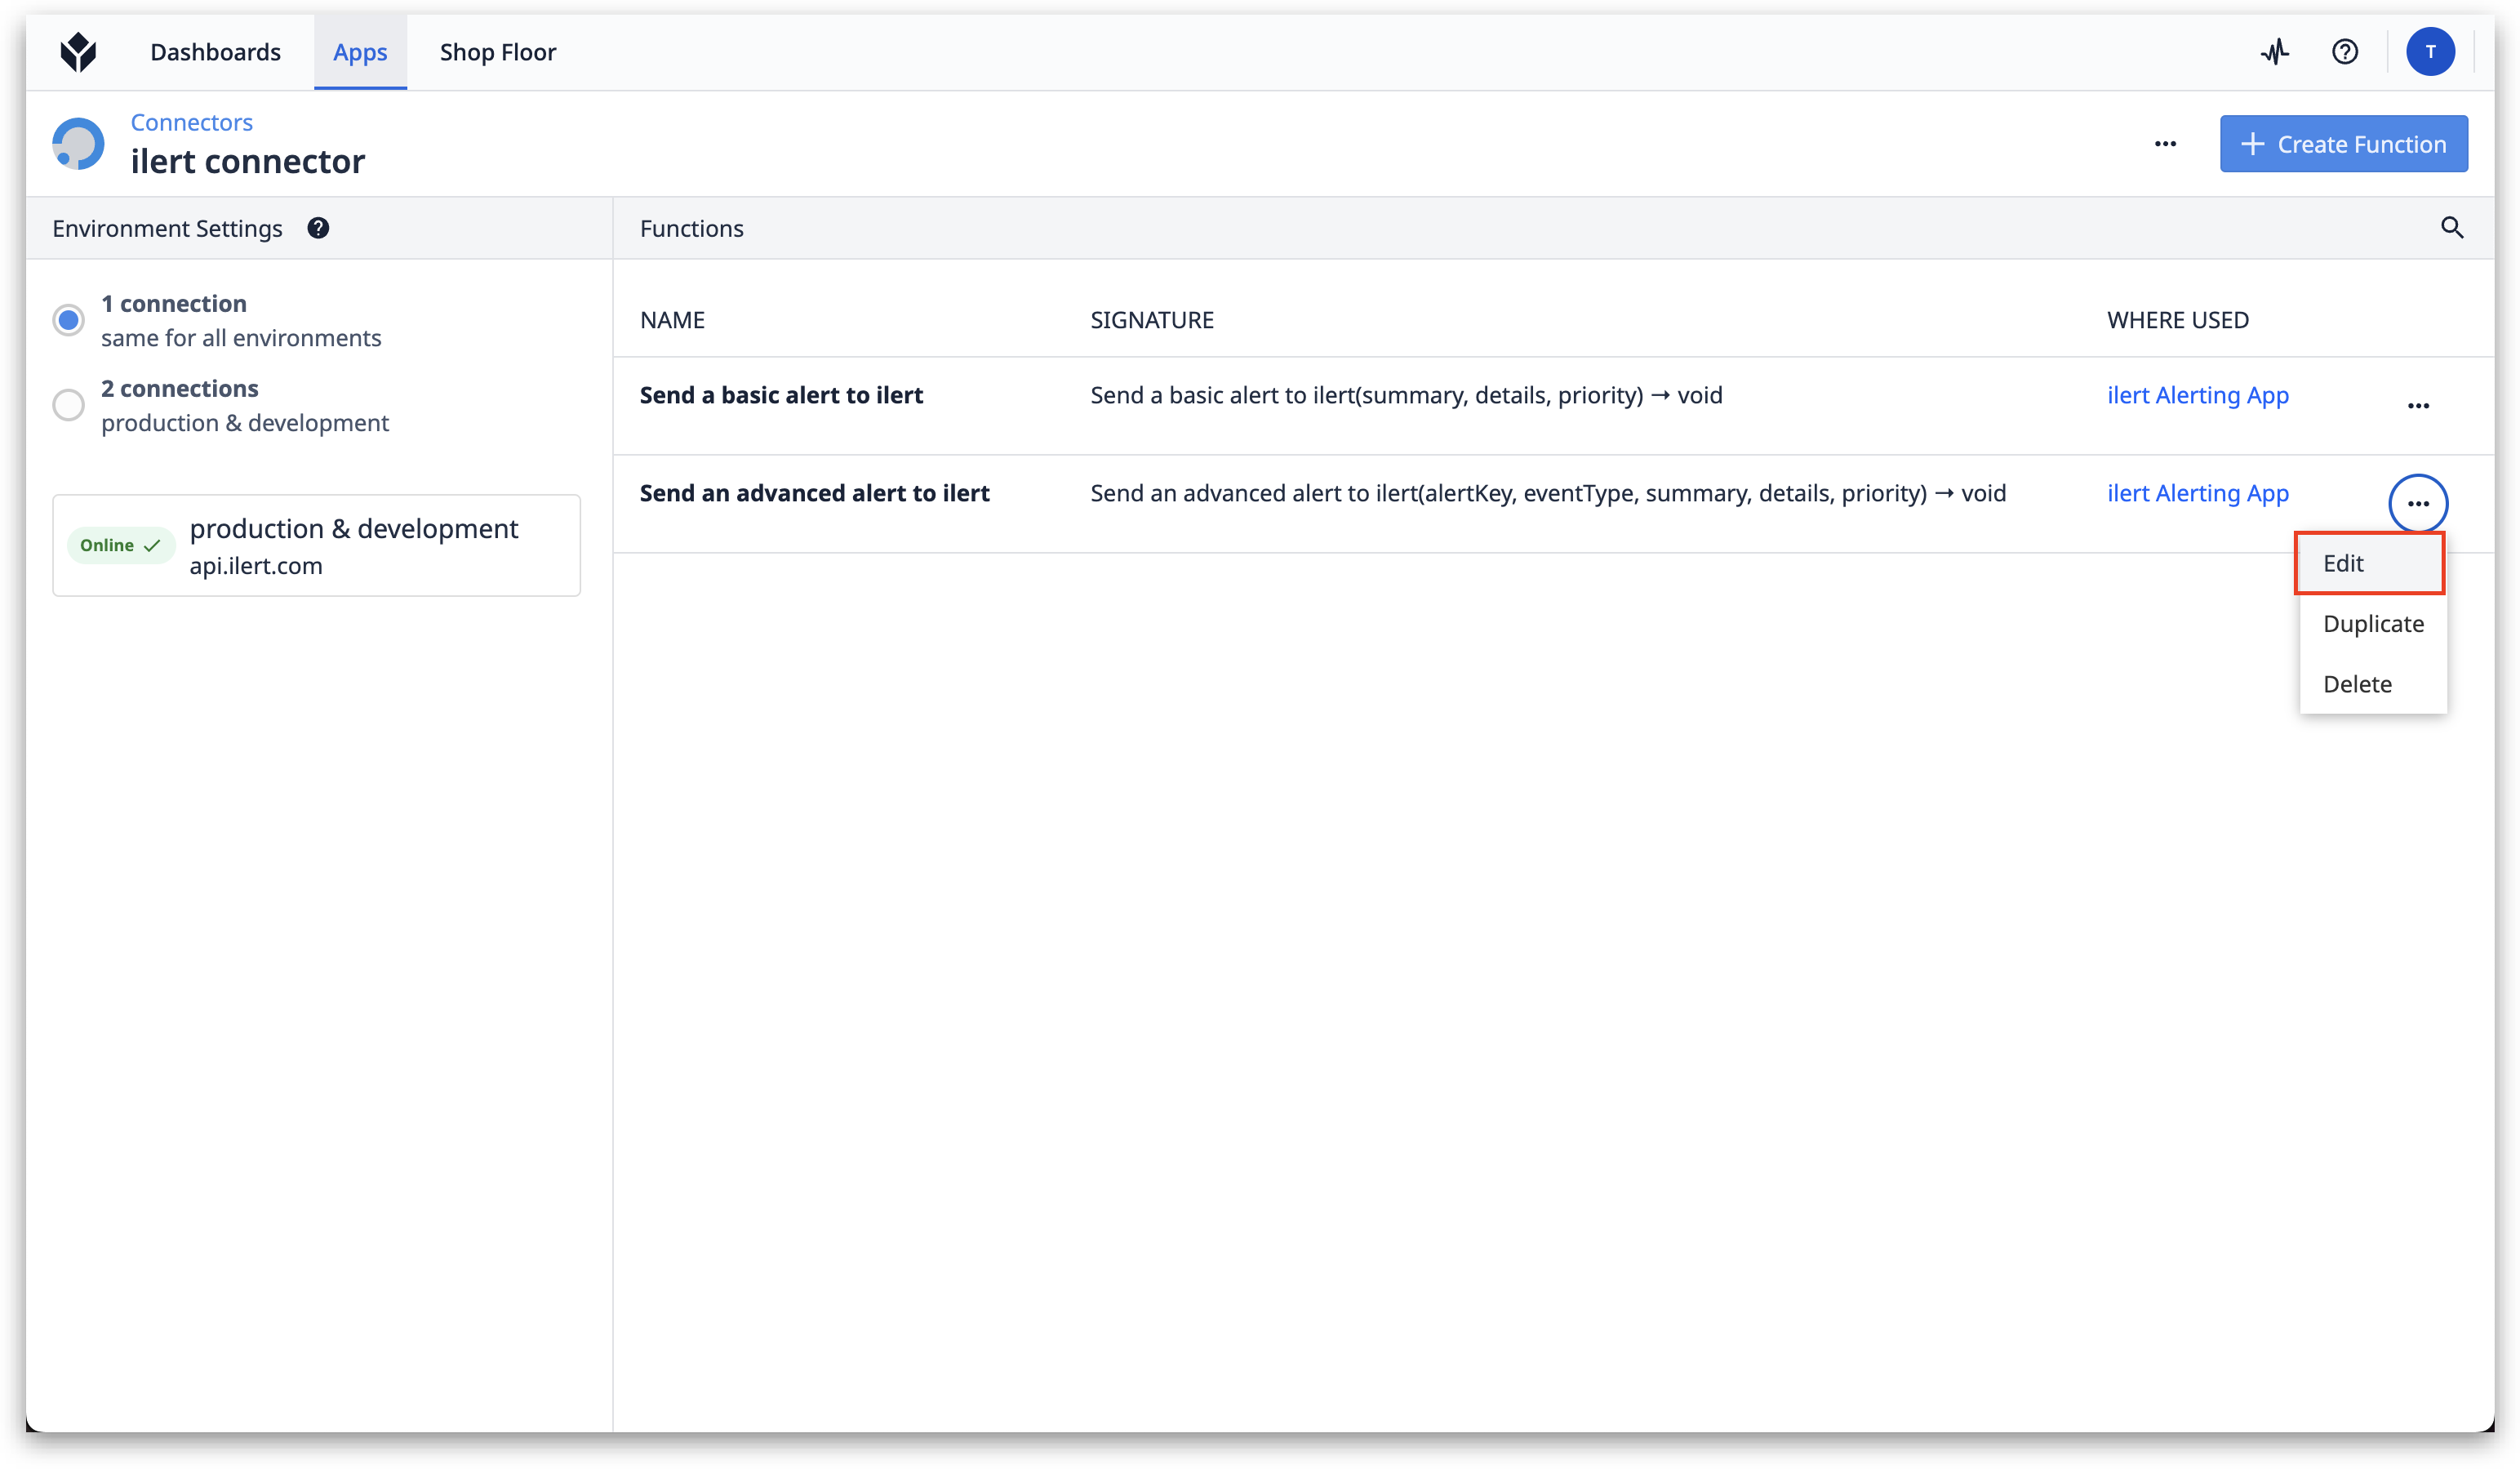 Dashboards
Apps
Shop Floor
T
Connectors
ilert connector
Create Function
Environment Settings
Functions
1 connection
same for all environments
2 connections
production & development
Online
production & development
api.ilert.com
NAME SIGNATURE WHERE USED
Send a basic alert to ilert Send a basic alert to ilert(summary, details, priority) → void ilert Alerting App
Send an advanced alert to ilert Send an advanced alert to ilert(alertKey, eventType, summary, details, priority) → void ilert Alerting App
Edit
Duplicate
Delete